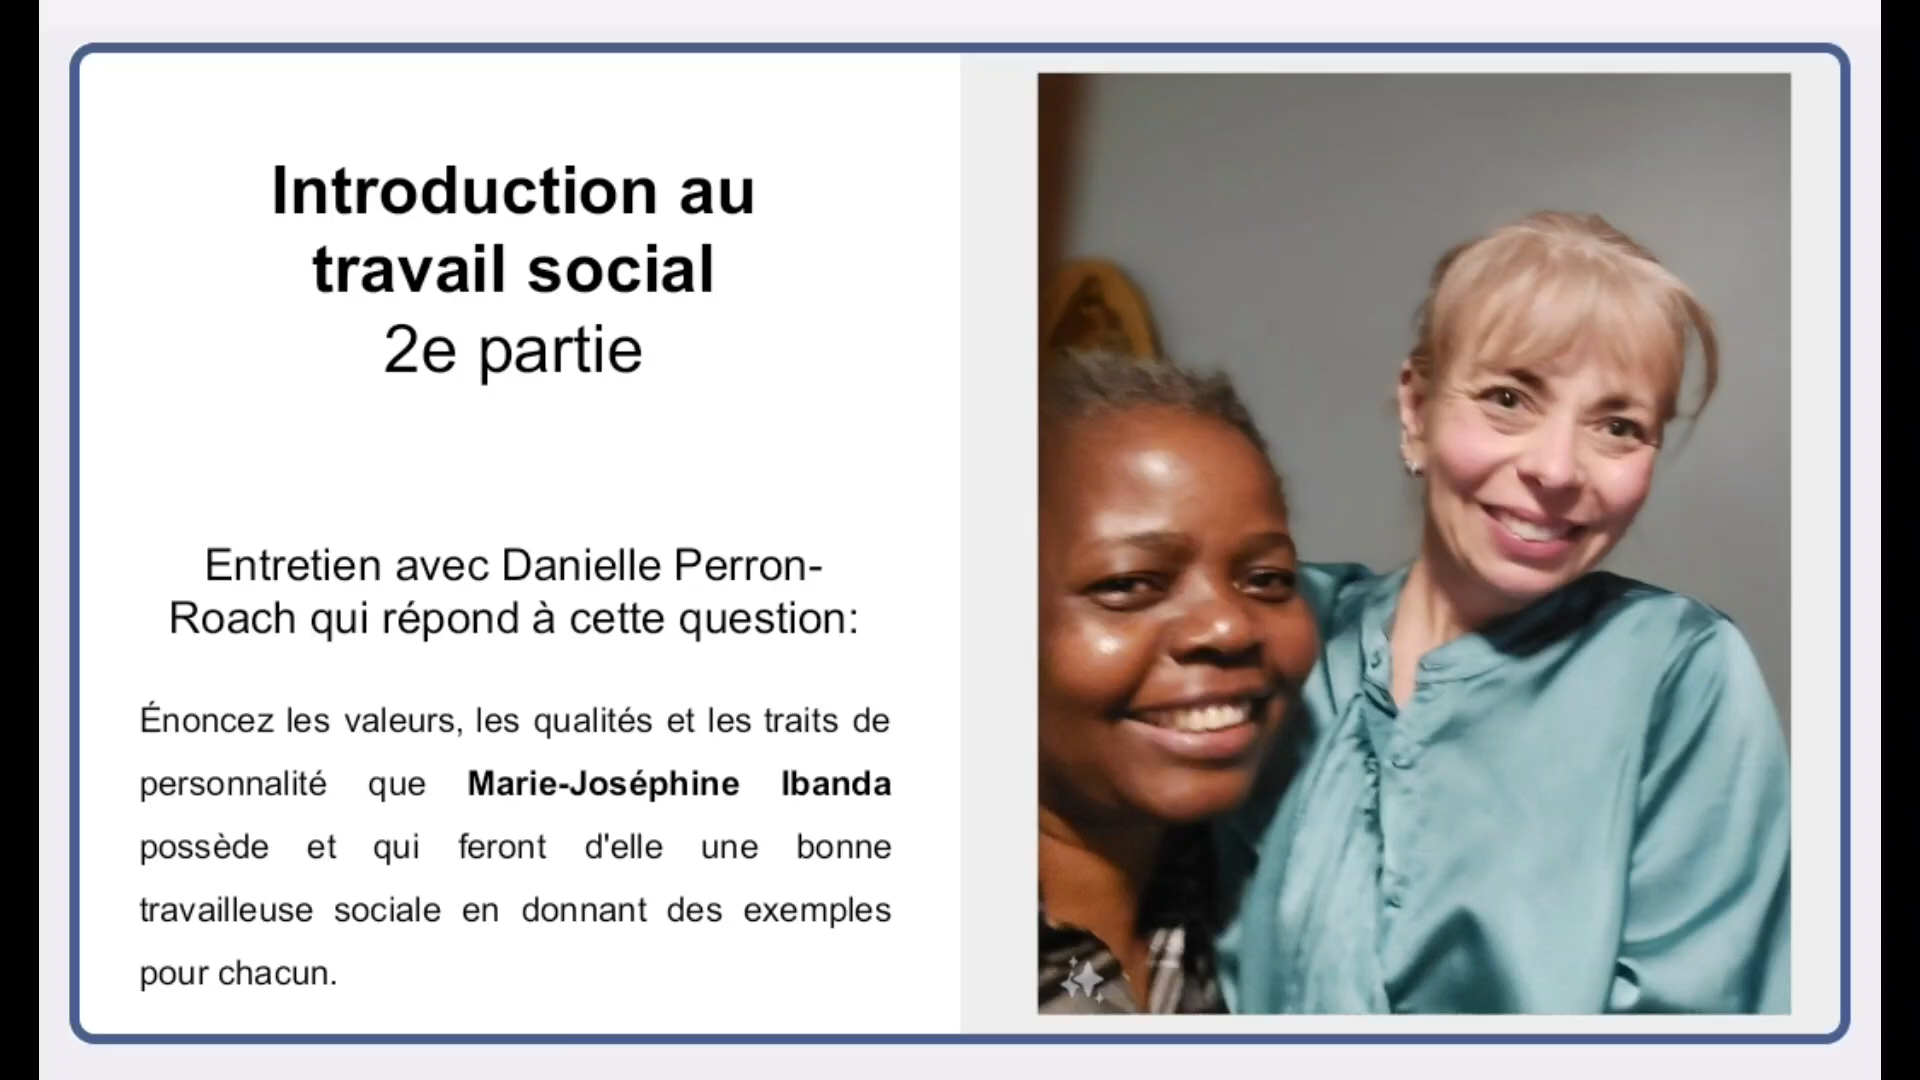 Introduction au
travail social
2e partie
Entretien avec Danielle Perron-
Roach qui répond à cette question:
Énoncez les valeurs, les qualités et les traits de
personnalité que Marie-Joséphine Ibanda
possède et qui feront d'elle une bonne
travailleuse sociale en donnant des exemples
pour chacun.